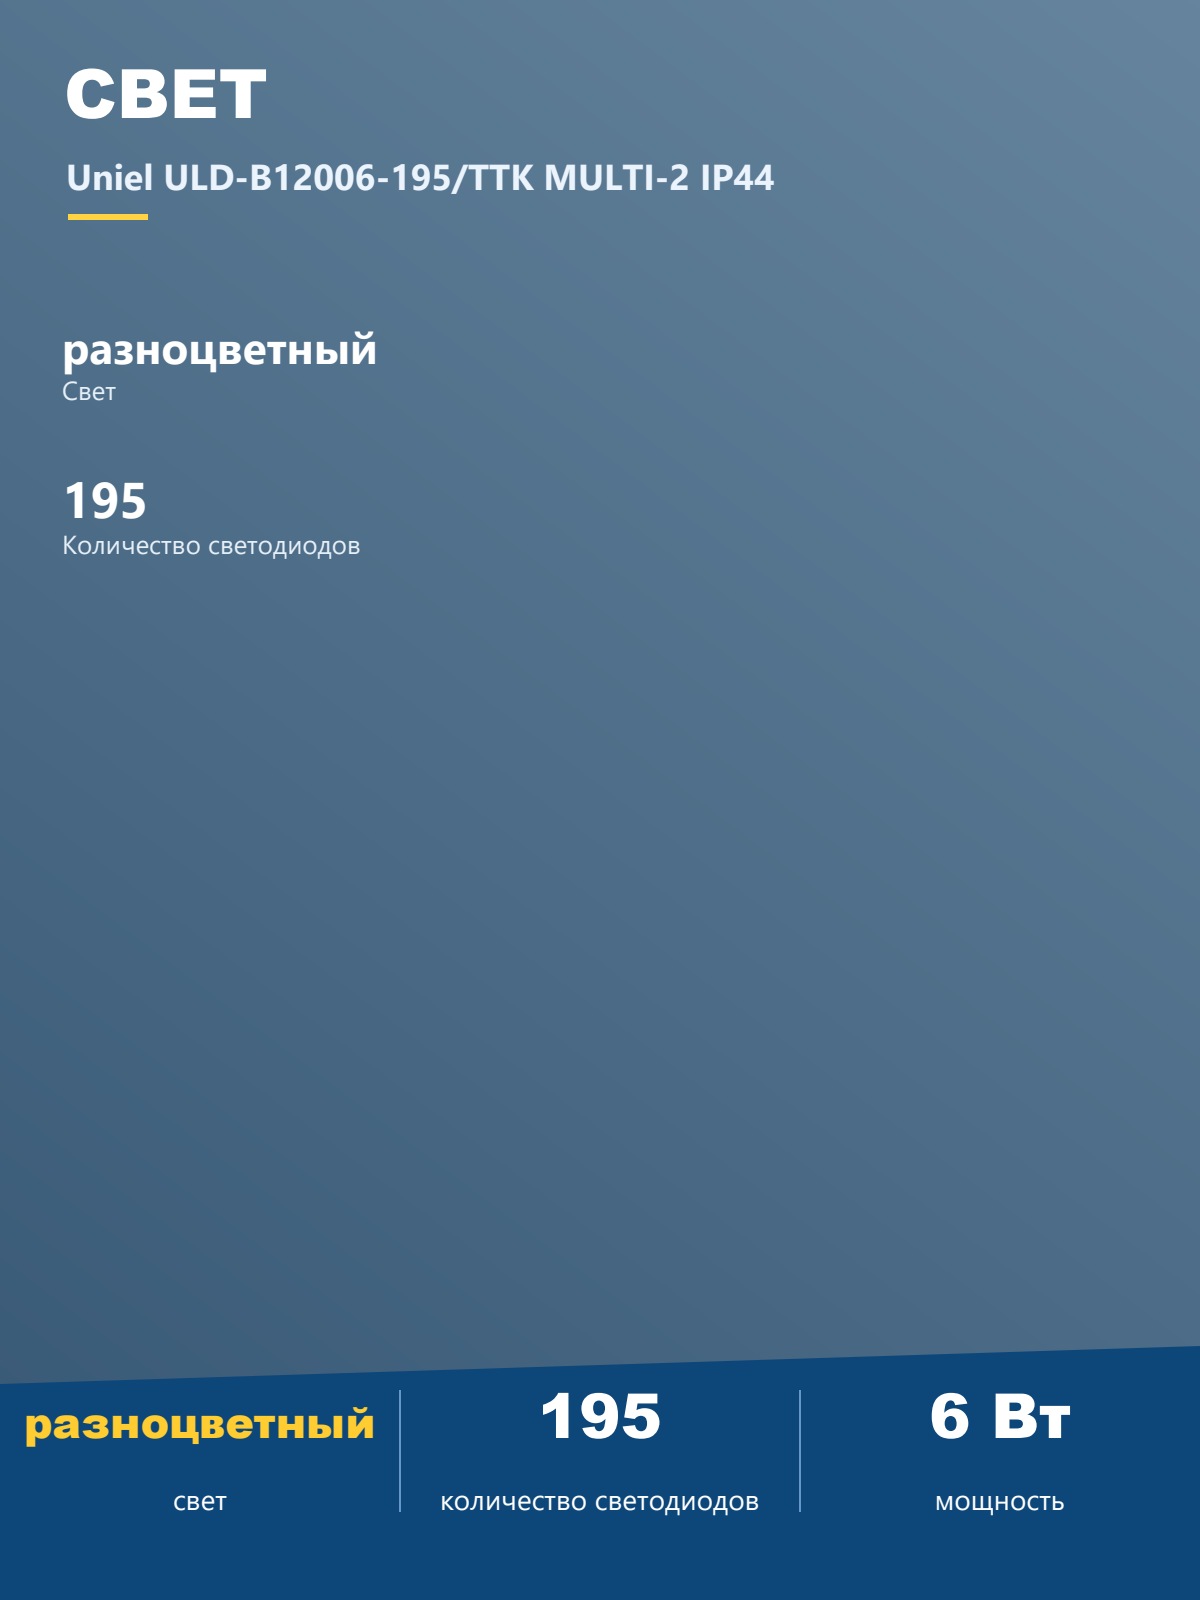 СВЕТ
Uniel ULD-B12006-195/TTK MULTI-2 IP44
разноцветный
Свет
195
Количество светодиодов
разноцветный
свет
195
количество светодиодов
6 Вт
мощность